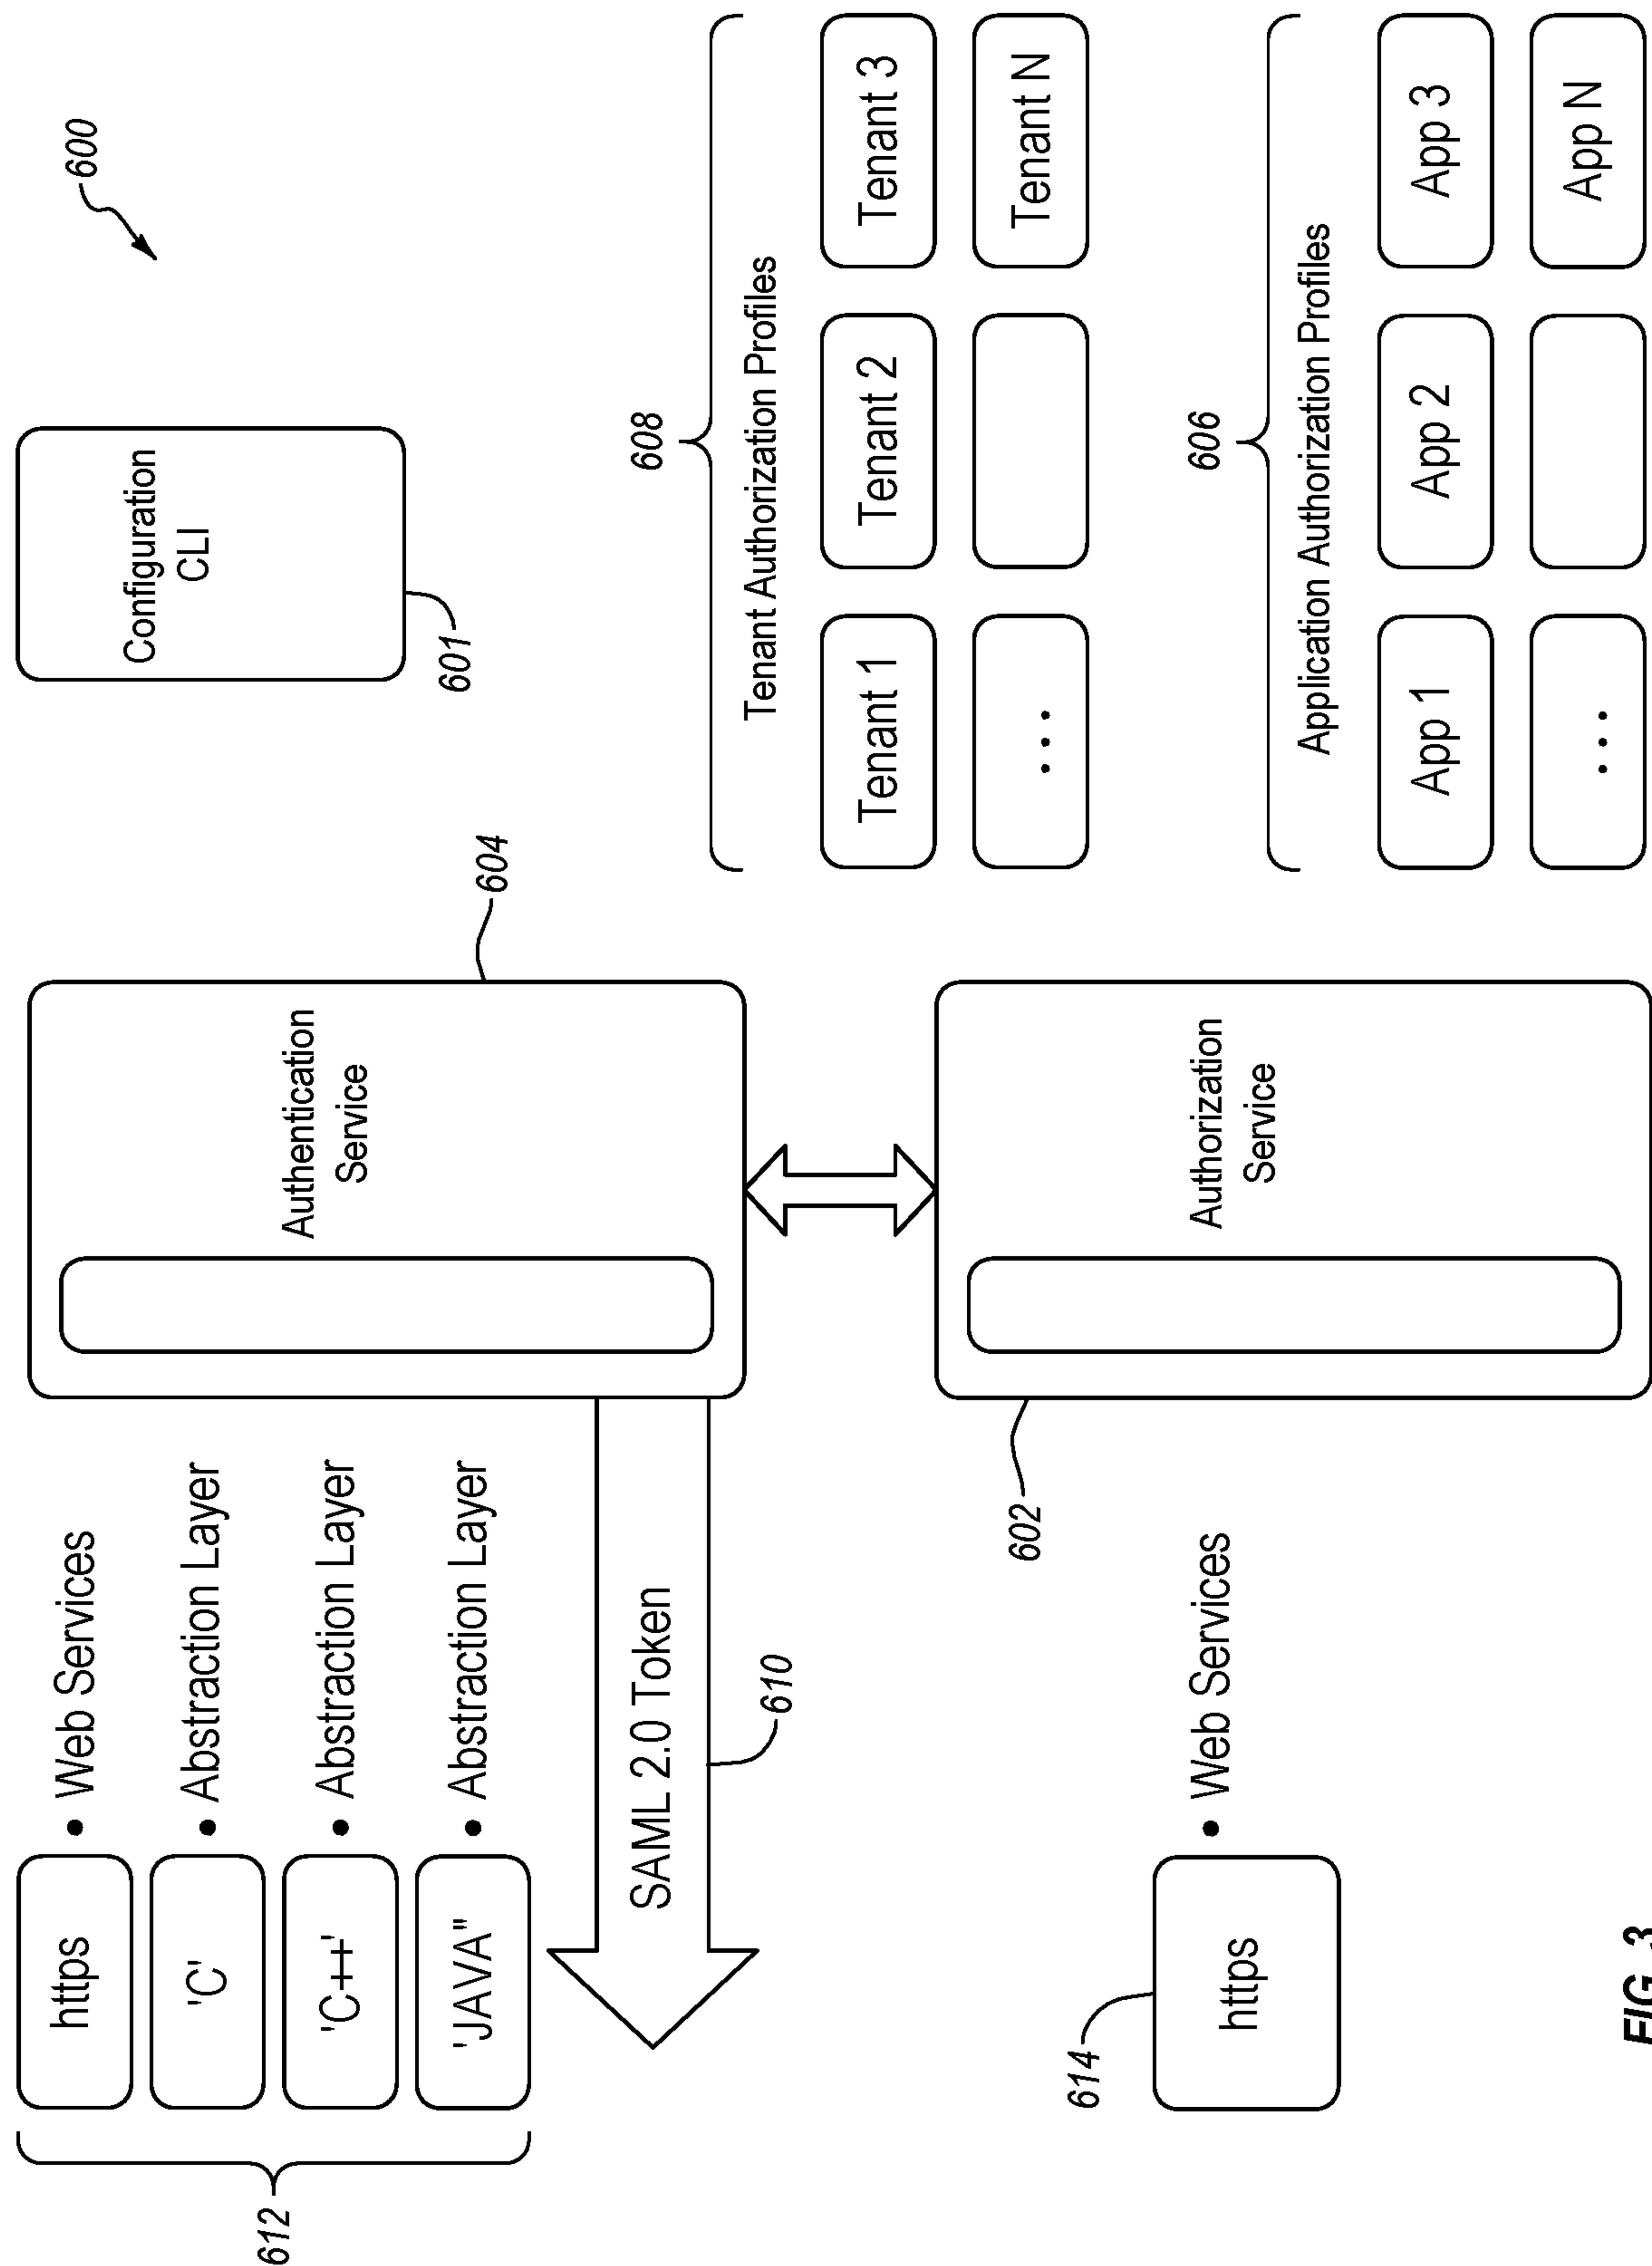 600
612
https
• Web Services
'C'
• Abstraction Layer
'C++'
• Abstraction Layer
'JAVA"
• Abstraction Layer
SAML 2.0 Token
610
Authentication
Service
604
Configuration
CLI
601
608
Tenant Authorization Profiles
Tenant 1
Tenant 2
Tenant 3
...
Tenant N
614
https
• Web Services
602
Authorization
Service
606
Application Authorization Profiles
App 1
App 2
App 3
...
App N
FIG. 3